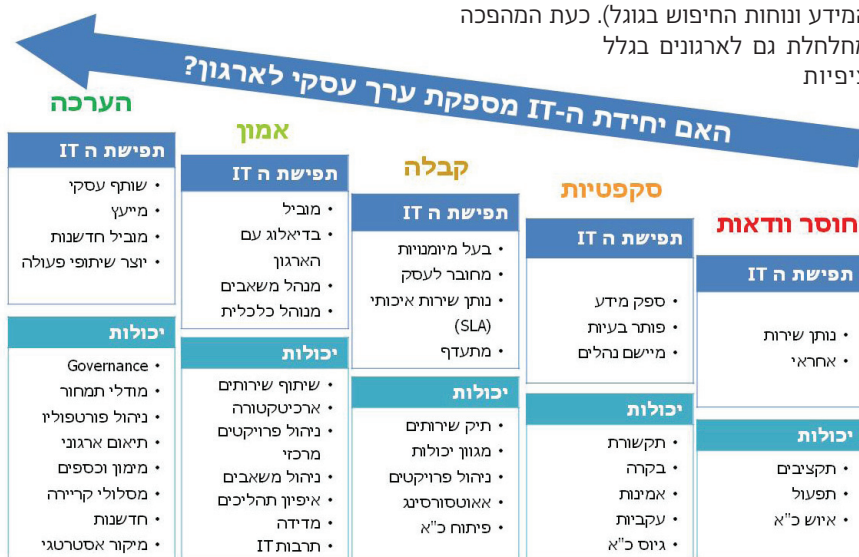 המידע ונוחות החיפוש בגוגל). כעת המהפכה
מחלחלת גם לארגונים בגלל
ציפיות
האם יחידת ה-IT מספקת ערך עסקי לארגון?
חוסר וודאות
תפישת ה IT
• נותן שירות
• אחראי
יכולות
• תקציבים
• תפעול
• איוש כ"א
סקפטיות
תפישת ה IT
• ספק מידע
• פותר בעיות
• מיישם נהלים
יכולות
• תקשורת
• בקרה
• אמינות
• עקביות
• גיוס כ"א
קבלה
תפישת ה IT
• בעל מיומנויות
• מחובר לעסק
• נותן שירות איכותי
(SLA)
• מתעדף
יכולות
• תיק שירותים
• מגוון יכולות
• ניהול פרויקטים
• אאוטסורסינג
• פיתוח כ"א
אמון
תפישת ה IT
• מוביל
• בדיאלוג עם
הארגון
• מנהל משאבים
• מנוהל כלכלית
יכולות
• שיתוף שירותים
• ארכיטקטורה
• ניהול פרויקטים
מרכזי
• ניהול משאבים
• איפיון תהליכים
• מדידה
• תרבות IT
הערכה
תפישת ה IT
• שותף עסקי
• מייעץ
• מוביל חדשנות
• יוצר שיתופי פעולה
יכולות
• Governance
• מודלי תמחור
• ניהול פורטפוליו
• תיאום ארגוני
• מימון וכספים
• מסלולי קריירה
• חדשנות
• מיקור אסטרטגי